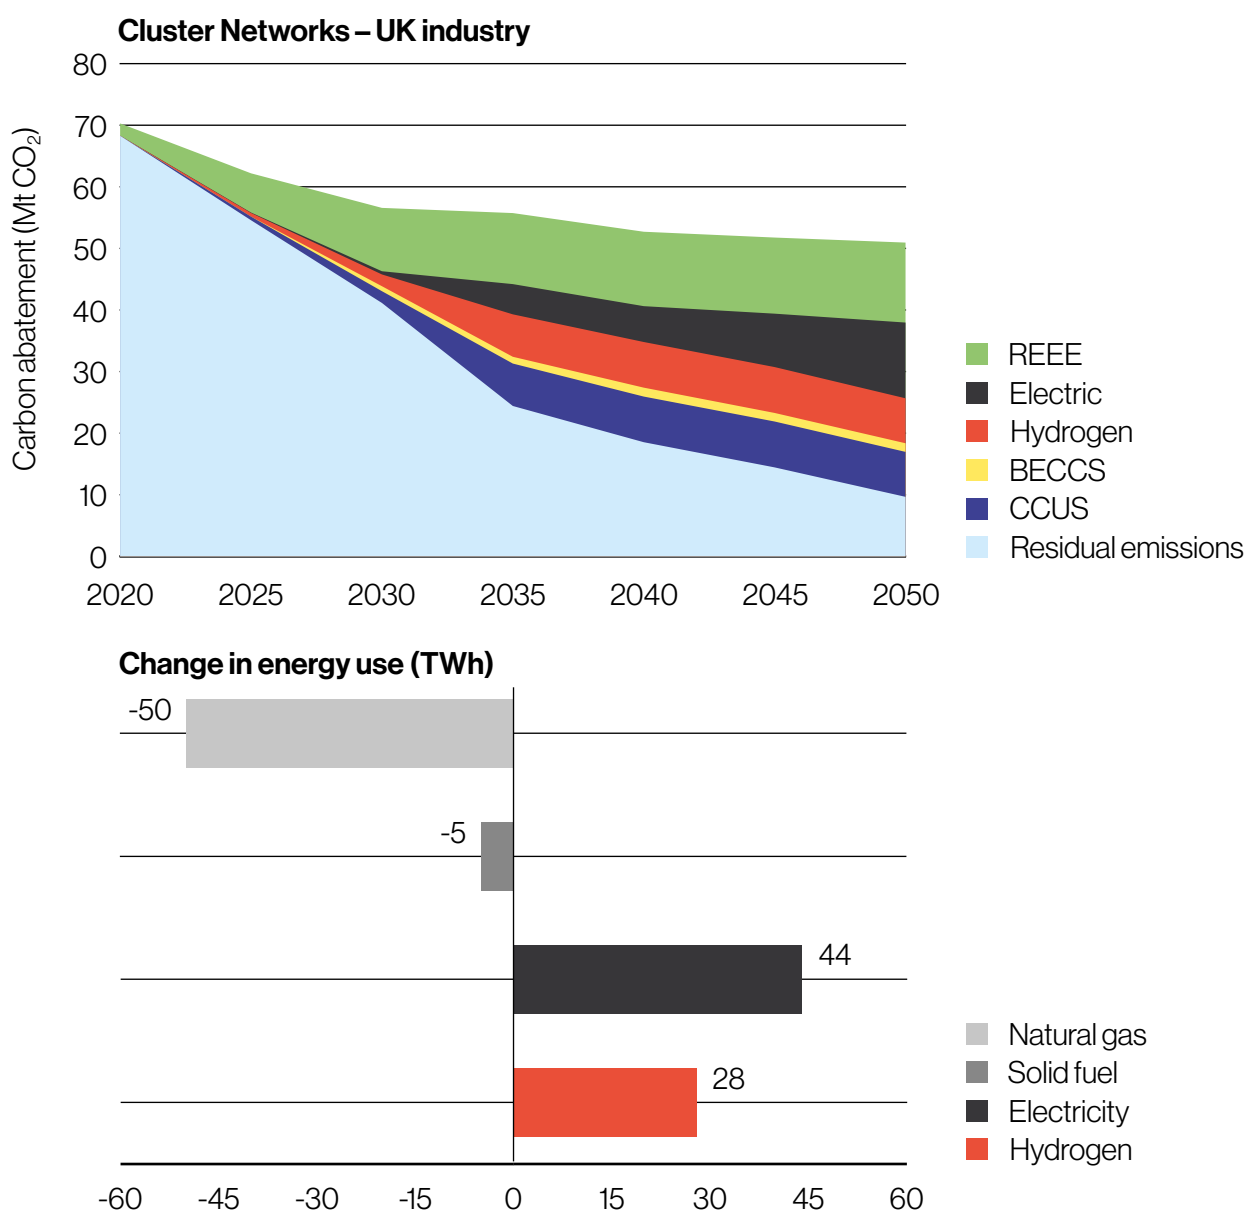 Cluster Networks – UK industry
Carbon abatement (Mt CO₂)
80
70
60
50
40
30
20
10
0
2020 2025 2030 2035 2040 2045 2050
REEE
Electric
Hydrogen
BECCS
CCUS
Residual emissions
Change in energy use (TWh)
-50
-5
44
28
Natural gas
Solid fuel
Electricity
Hydrogen
-60 -45 -30 -15 0 15 30 45 60